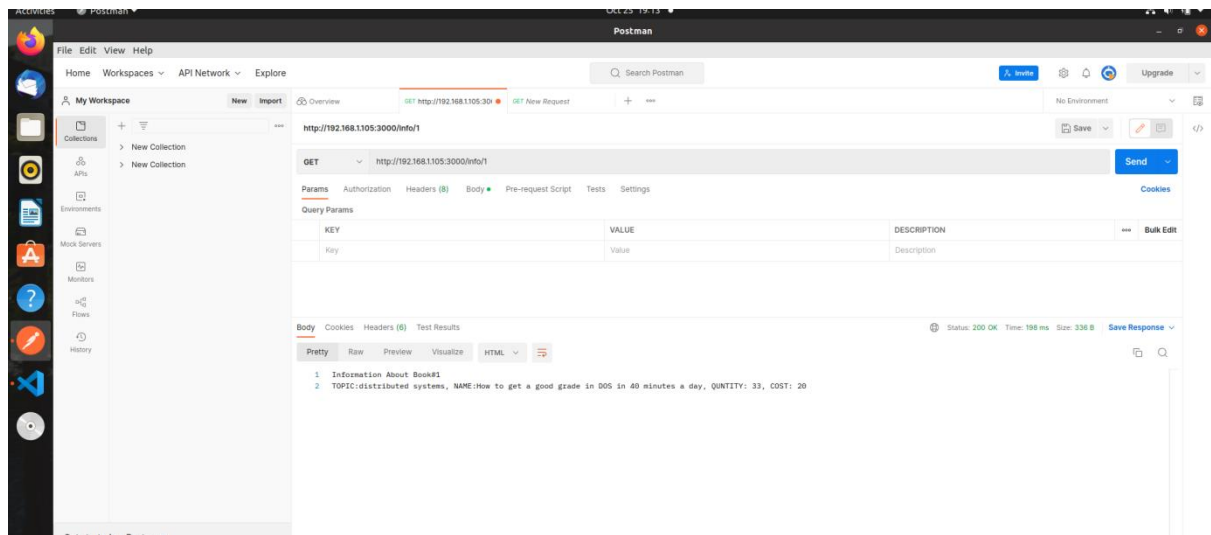 Activities Postman Oct 25 19:13
Postman
File Edit View Help
Home Workspaces API Network Explore Search Postman Invite Upgrade
My Workspace New Import Overview GET http://192.168.1.105:300 GET New Request No Environment
Collections
APIs
Environments
Mock Servers
Monitors
Flows
History
New Collection
New Collection
http://192.168.1.105:3000/info/1 Save
GET http://192.168.1.105:3000/info/1 Send
Params Authorization Headers (8) Body Pre-request Script Tests Settings Cookies
Query Params
KEY VALUE DESCRIPTION Bulk Edit
Key Value Description
Body Cookies Headers (6) Test Results Status: 200 OK Time: 198 ms Size: 336 B Save Response
Pretty Raw Preview Visualize HTML
1 Information About Book#1
2 TOPIC:distributed systems, NAME:How to get a good grade in DOS in 40 minutes a day, QUNTITY: 33, COST: 20